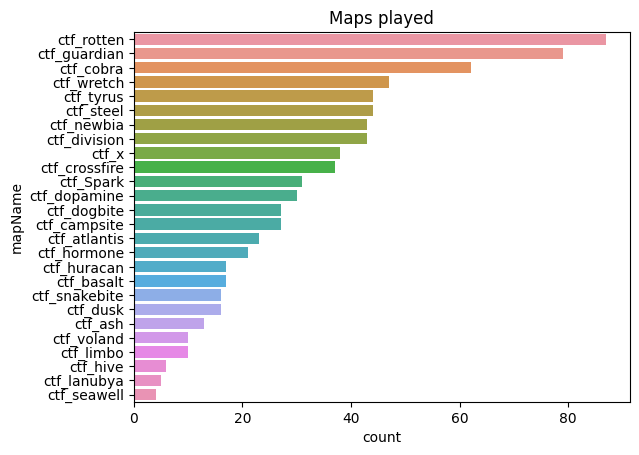 Maps played
mapName
ctf_rotten
ctf_guardian
ctf_cobra
ctf_wretch
ctf_tyrus
ctf_steel
ctf_newbia
ctf_division
ctf_x
ctf_crossfire
ctf_Spark
ctf_dopamine
ctf_dogbite
ctf_campsite
ctf_atlantis
ctf_hormone
ctf_huracan
ctf_basalt
ctf_snakebite
ctf_dusk
ctf_ash
ctf_voland
ctf_limbo
ctf_hive
ctf_lanubya
ctf_seawell
0 20 40 60 80
count